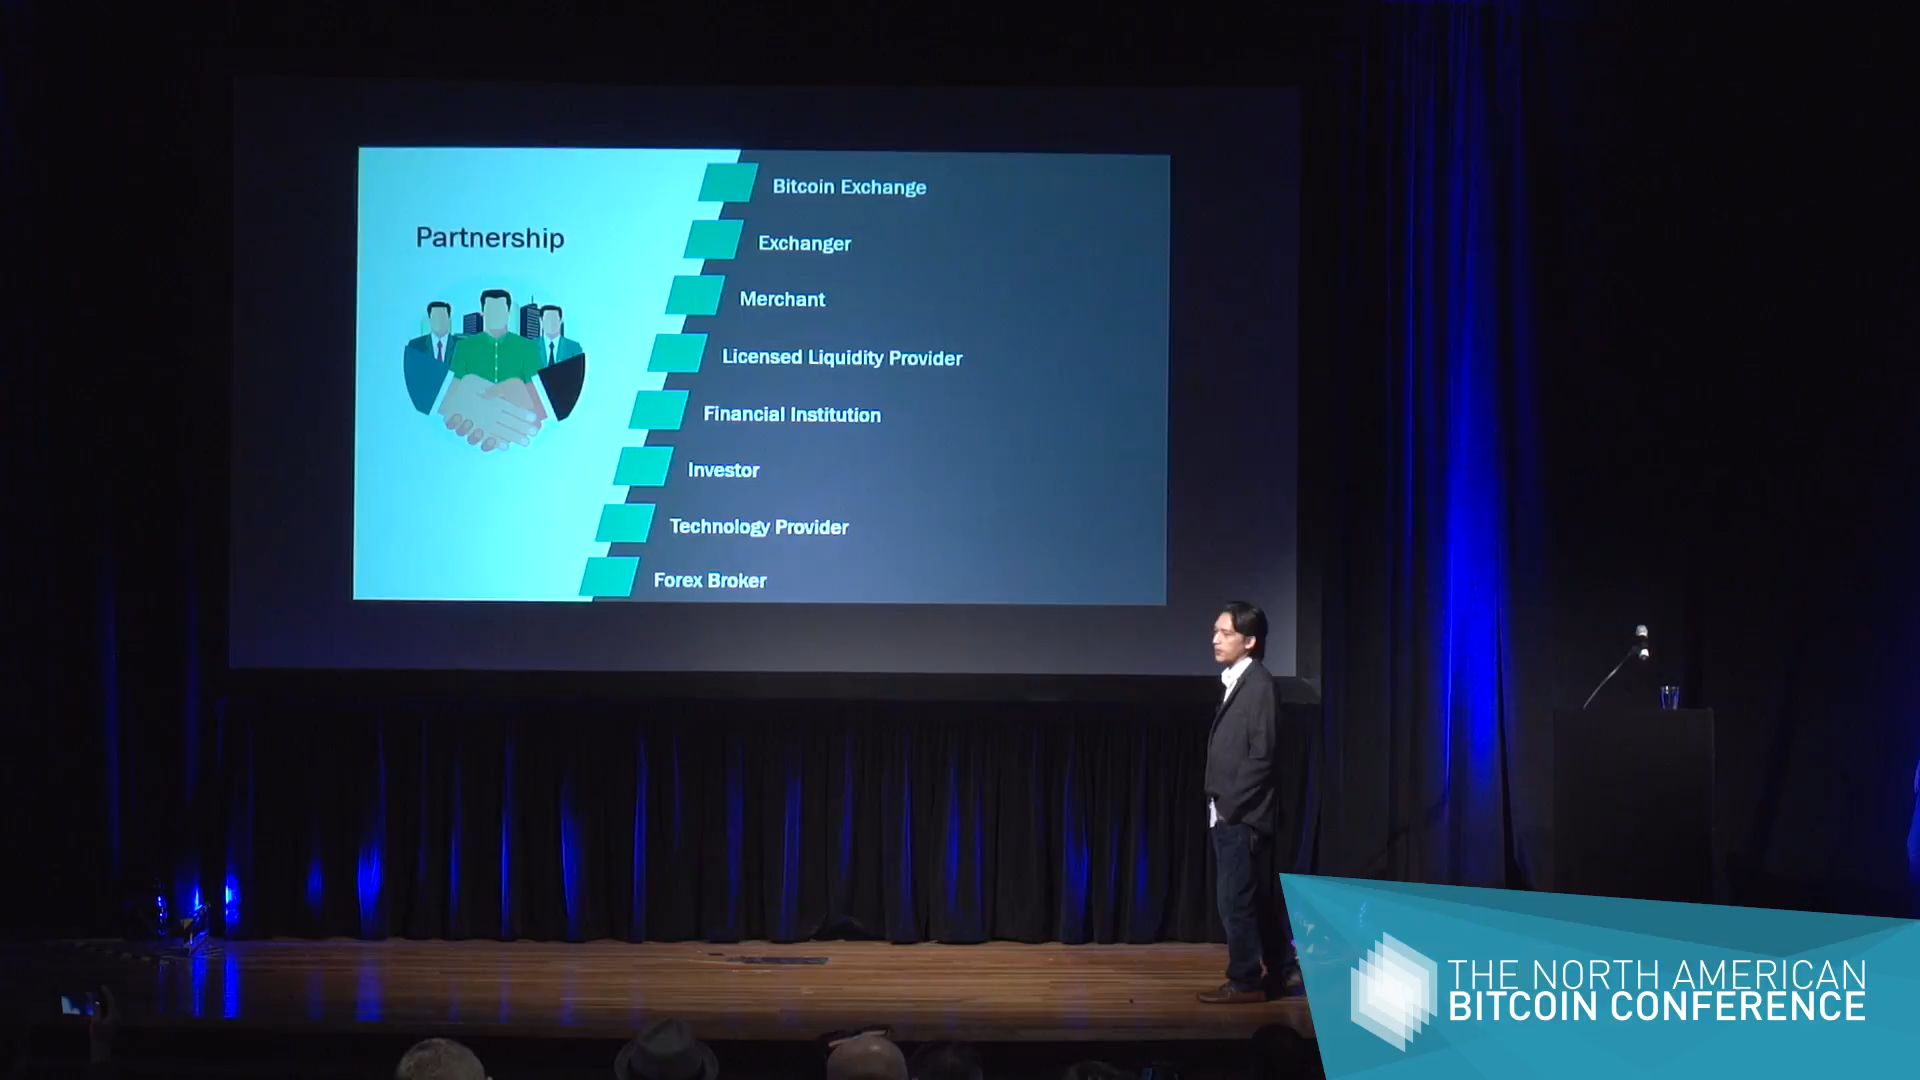 Partnership
Bitcoin Exchange
Exchanger
Merchant
Licensed Liquidity Provider
Financial Institution
Investor
Technology Provider
Forex Broker
THE NORTH AMERICAN
BITCOIN CONFERENCE